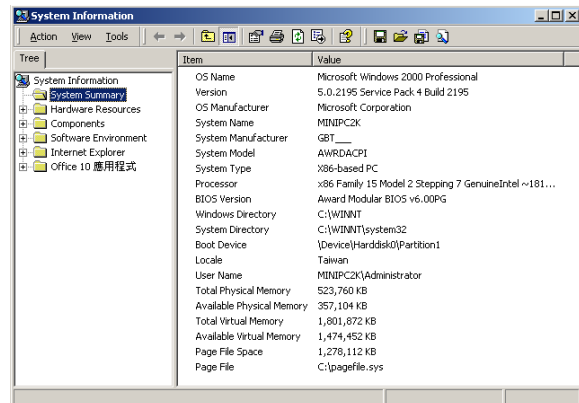 System Information
Action View Tools
Tree
System Information
System Summary
Hardware Resources
Components
Software Environment
Internet Explorer
Office 10 應用程式
Item Value
OS Name Microsoft Windows 2000 Professional
Version 5.0.2195 Service Pack 4 Build 2195
OS Manufacturer Microsoft Corporation
System Name MINIPC2K
System Manufacturer GBT___
System Model AWRDACPI
System Type X86-based PC
Processor x86 Family 15 Model 2 Stepping 7 GenuineIntel ~181...
BIOS Version Award Modular BIOS v6.00PG
Windows Directory C:\WINNT
System Directory C:\WINNT\system32
Boot Device \Device\Harddisk0\Partition1
Locale Taiwan
User Name MINIPC2K\Administrator
Total Physical Memory 523,760 KB
Available Physical Memory 357,104 KB
Total Virtual Memory 1,801,872 KB
Available Virtual Memory 1,474,452 KB
Page File Space 1,278,112 KB
Page File C:\pagefile.sys